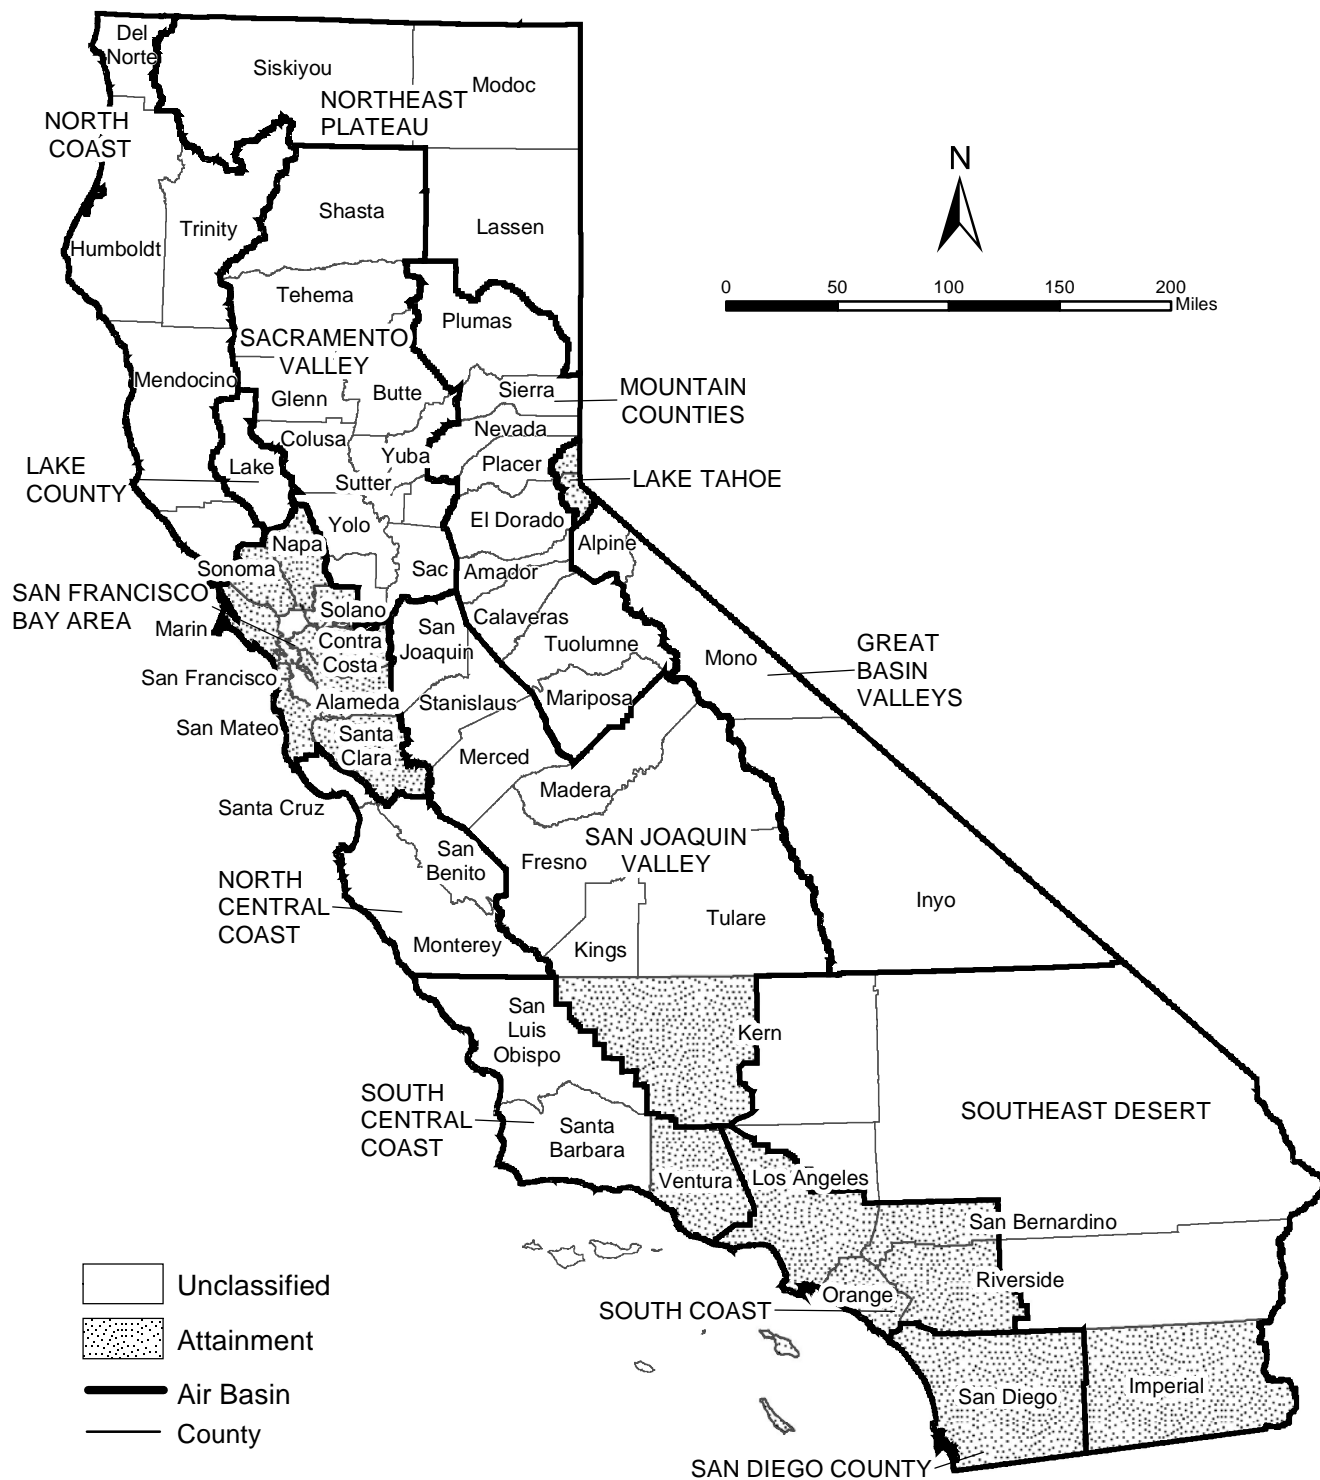 Del
Norte
Siskiyou
Modoc
NORTHEAST
PLATEAU
NORTH
COAST
N
Shasta
Trinity
Lassen
Humboldt
0 50 100 150 200
Miles
Tehema
Plumas
SACRAMENTO
VALLEY
Mendocino
Glenn
Butte
Sierra
MOUNTAIN
COUNTIES
Nevada
Colusa
Yuba
Placer
LAKE
COUNTY
Lake
LAKE TAHOE
Sutter
El Dorado
Yolo
Napa
Alpine
Sonoma
Sac
Amador
SAN FRANCISCO
BAY AREA
Solano
Calaveras
Marin
Contra
Costa
San
Joaquin
Tuolumne
Mono
GREAT
BASIN
VALLEYS
San Francisco
Alameda
Stanislaus
Mariposa
San Mateo
Santa
Clara
Merced
Madera
Santa Cruz
SAN JOAQUIN
VALLEY
San
Benito
Fresno
NORTH
CENTRAL
COAST
Inyo
Tulare
Monterey
Kings
San
Luis
Obispo
Kern
SOUTH
CENTRAL
COAST
SOUTHEAST DESERT
Santa
Barbara
Ventura
Los Angeles
San Bernardino
Unclassified
Riverside
Orange
SOUTH COAST
Attainment
Air Basin
San Diego
Imperial
County
SAN DIEGO COUNTY